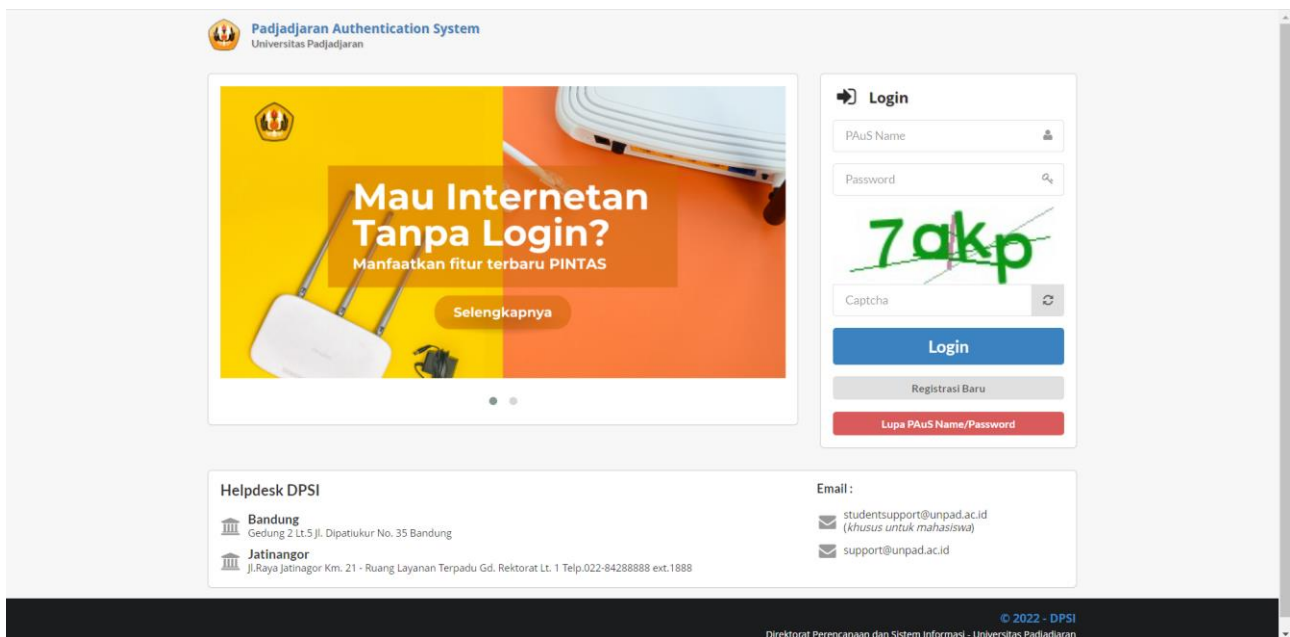 Padjadjaran Authentication System
Universitas Padjadjaran
Mau Internetan
Tanpa Login?
Manfaatkan fitur terbaru PINTAS
Selengkapnya
Login
PAuS Name
Password
7akp
Captcha
Login
Registrasi Baru
Lupa PAuS Name/Password
Helpdesk DPSI
Bandung
Gedung 2 Lt.5 Jl. Dipatiukur No. 35 Bandung
Jatinangor
Jl.Raya Jatinagor Km. 21 - Ruang Layanan Terpadu Gd. Rektorat Lt. 1 Telp.022-84288888 ext.1888
Email :
studentsupport@unpad.ac.id
(khusus untuk mahasiswa)
support@unpad.ac.id
© 2022 - DPSI
Direktorat Perencanaan dan Sistem Informasi - Universitas Padjadjaran